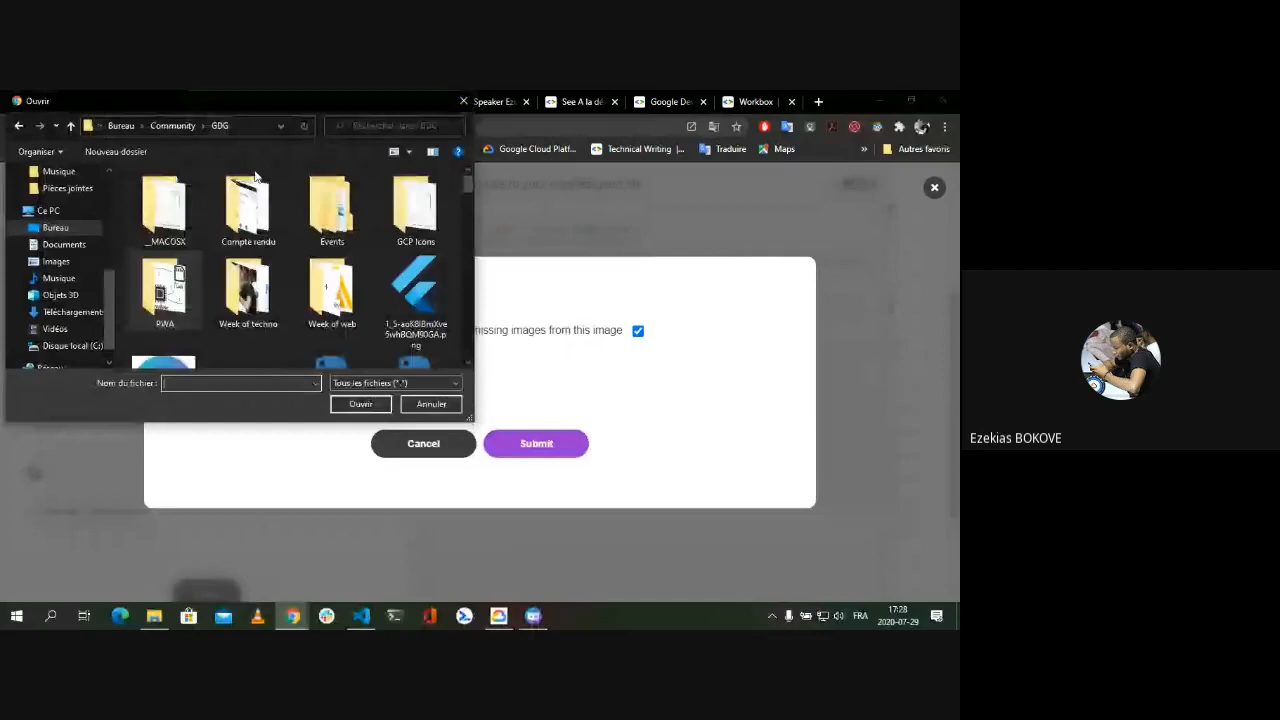 Ouvrir
Speaker Ez
See A la dé
Google De
Workbox
Bureau
Community
GDG
Google Cloud Platf...
Technical Writing |...
Traduire
Maps
Autres favoris
Organiser
Nouveau dossier
Musique
Pièces jointes
Ce PC
Bureau
Documents
Images
Musique
Objets 3D
Téléchargements
Vidéos
Disque local (C:)
__MACOSX
Compte rendu
Events
GCP Icons
PWA
Week of techno
Week of web
nissing images from this image
Nom du fichier :
Tous les fichiers (*.*)
Ouvrir
Annuler
Cancel
Submit
Ezekias BOKOVE
FRA
17:28
2020-07-29